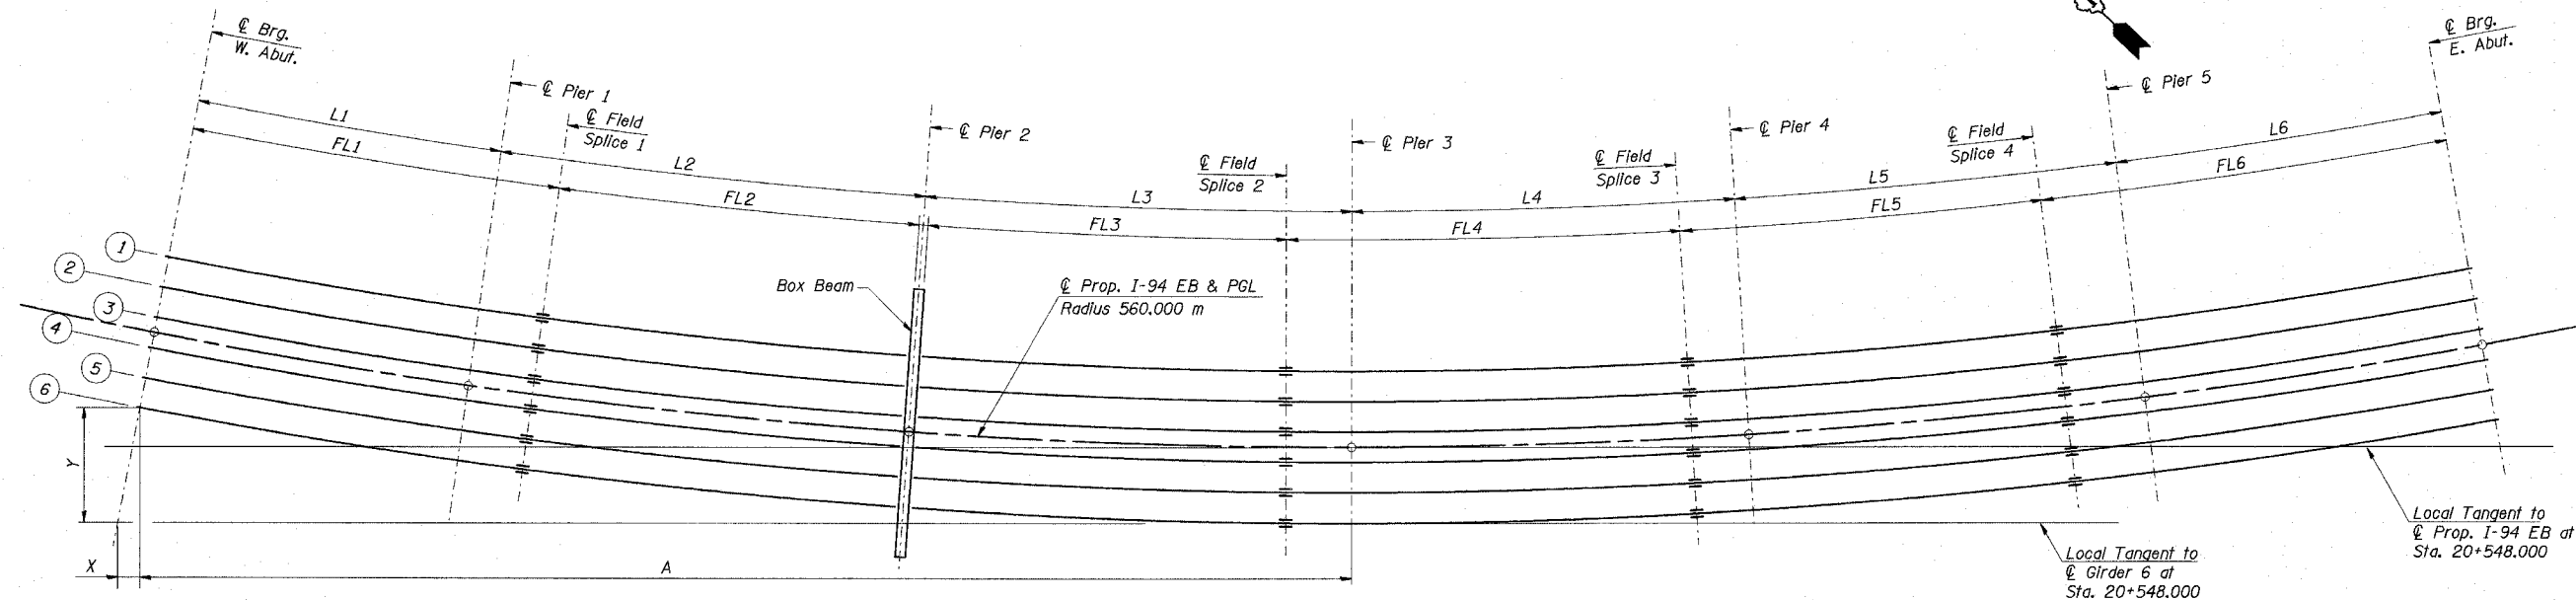 ℄ Brg.
W. Abut.
℄ Pier 1
℄ Field
Splice 1
℄ Pier 2
℄ Field
Splice 2
℄ Pier 3
℄ Field
Splice 3
℄ Pier 4
℄ Field
Splice 4
℄ Pier 5
℄ Brg.
E. Abut.
L1
L2
L3
L4
L5
L6
FL1
FL2
FL3
FL4
FL5
FL6
1
2
3
4
5
6
Box Beam
℄ Prop. I-94 EB & PGL
Radius 560.000 m
Y
X
A
Local Tangent to
℄ Girder 6 at
Sta. 20+548.000
Local Tangent to
℄ Prop. I-94 EB at
Sta. 20+548.000